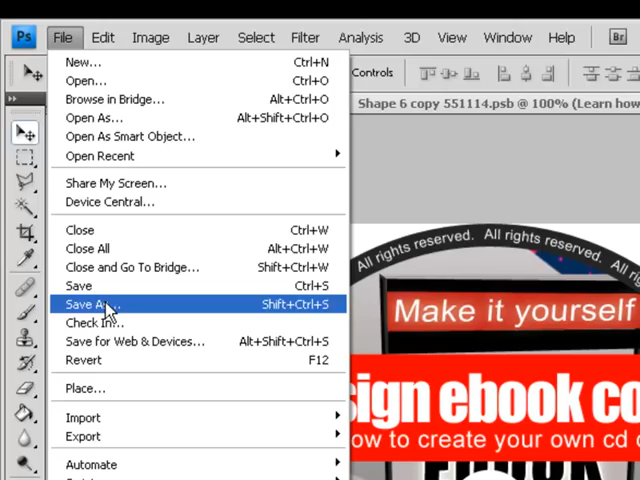 Ps File Edit Image Layer Select Filter Analysis 3D View Window Help Br
Controls
Shape 6 copy 551114.psb @ 100% (Learn how
New... Ctrl+N
Open... Ctrl+O
Browse in Bridge... Alt+Ctrl+O
Open As... Alt+Shift+Ctrl+O
Open As Smart Object...
Open Recent
Share My Screen...
Device Central...
Close Ctrl+W
Close All Alt+Ctrl+W
Close and Go To Bridge... Shift+Ctrl+W
Save Ctrl+S
Save As... Shift+Ctrl+S
Check In...
Save for Web & Devices... Alt+Shift+Ctrl+S
Revert F12
Place...
Import
Export
Automate
All rights reserved. All rights reserved. All rights reserved.
Make it yourself
sign ebook co
ow to create your own cd